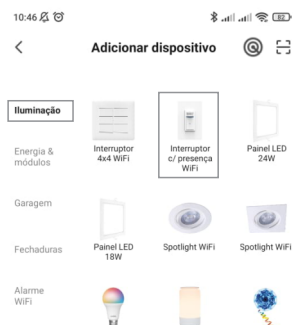 10:46
82
Adicionar dispositivo
Iluminação
Interruptor
4x4 WiFi
Interruptor
c/ presença
WiFi
Painel LED
24W
Energia &
módulos
Garagem
Painel LED
18W
Spotlight WiFi
Spotlight WiFi
Fechaduras
Alarme
WiFi